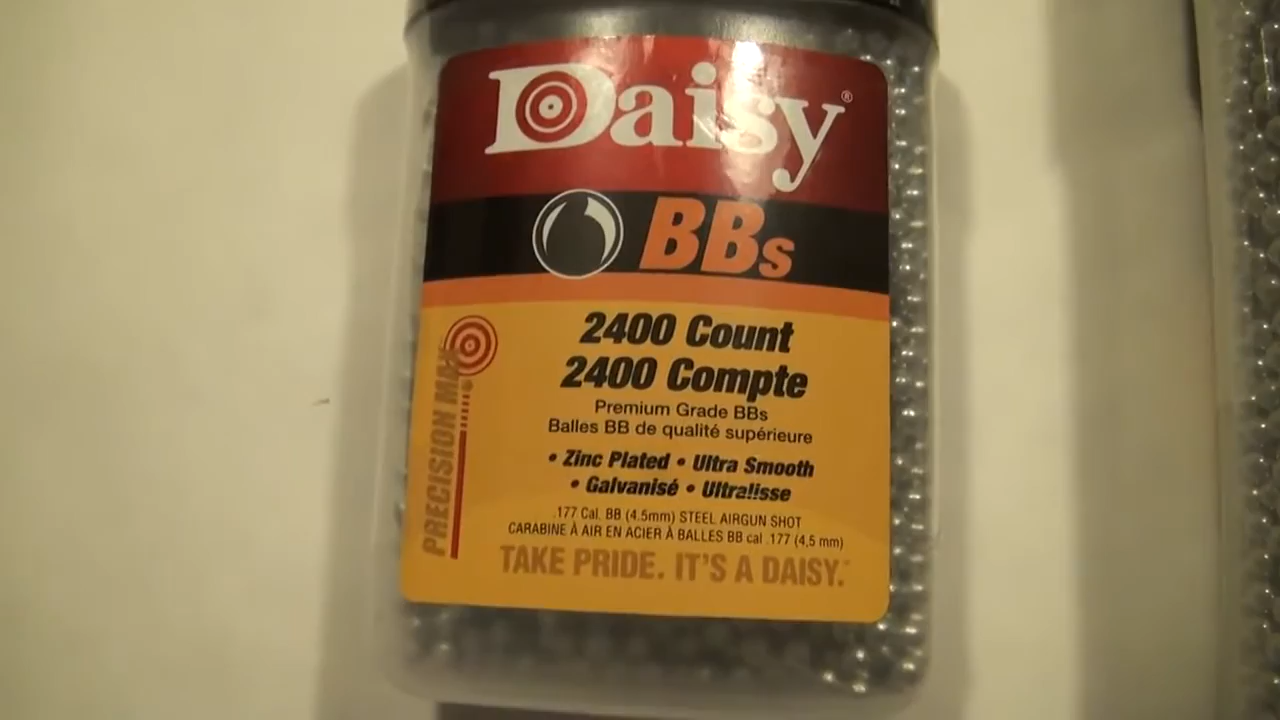 Daisy®
BBs
2400 Count
2400 Compte
Premium Grade BBs
Balles BB de qualité supérieure
• Zinc Plated • Ultra Smooth
• Galvanisé • Ultralisse
.177 Cal. BB (4.5mm) STEEL AIRGUN SHOT
CARABINE À AIR EN ACIER À BALLES BB cal .177 (4,5 mm)
TAKE PRIDE. IT'S A DAISY.
PRECISION